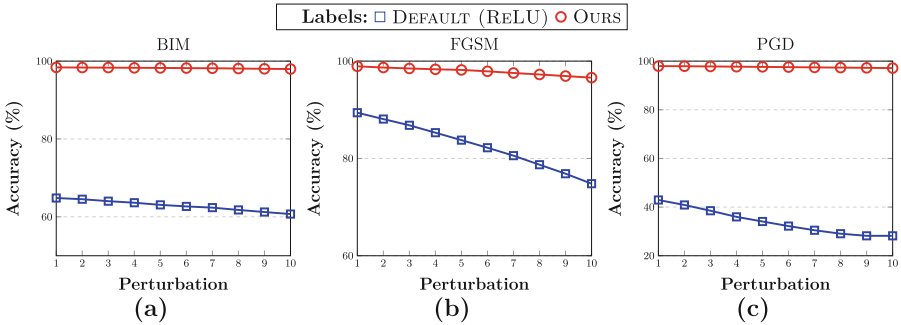 Labels: DEFAULT (RELU) OURS
BIM
100
80
60
Accuracy (%)
1 2 3 4 5 6 7 8 9 10
Perturbation
(a)
FGSM
100
80
60
Accuracy (%)
1 2 3 4 5 6 7 8 9 10
Perturbation
(b)
PGD
100
80
60
40
20
Accuracy (%)
1 2 3 4 5 6 7 8 9 10
Perturbation
(c)